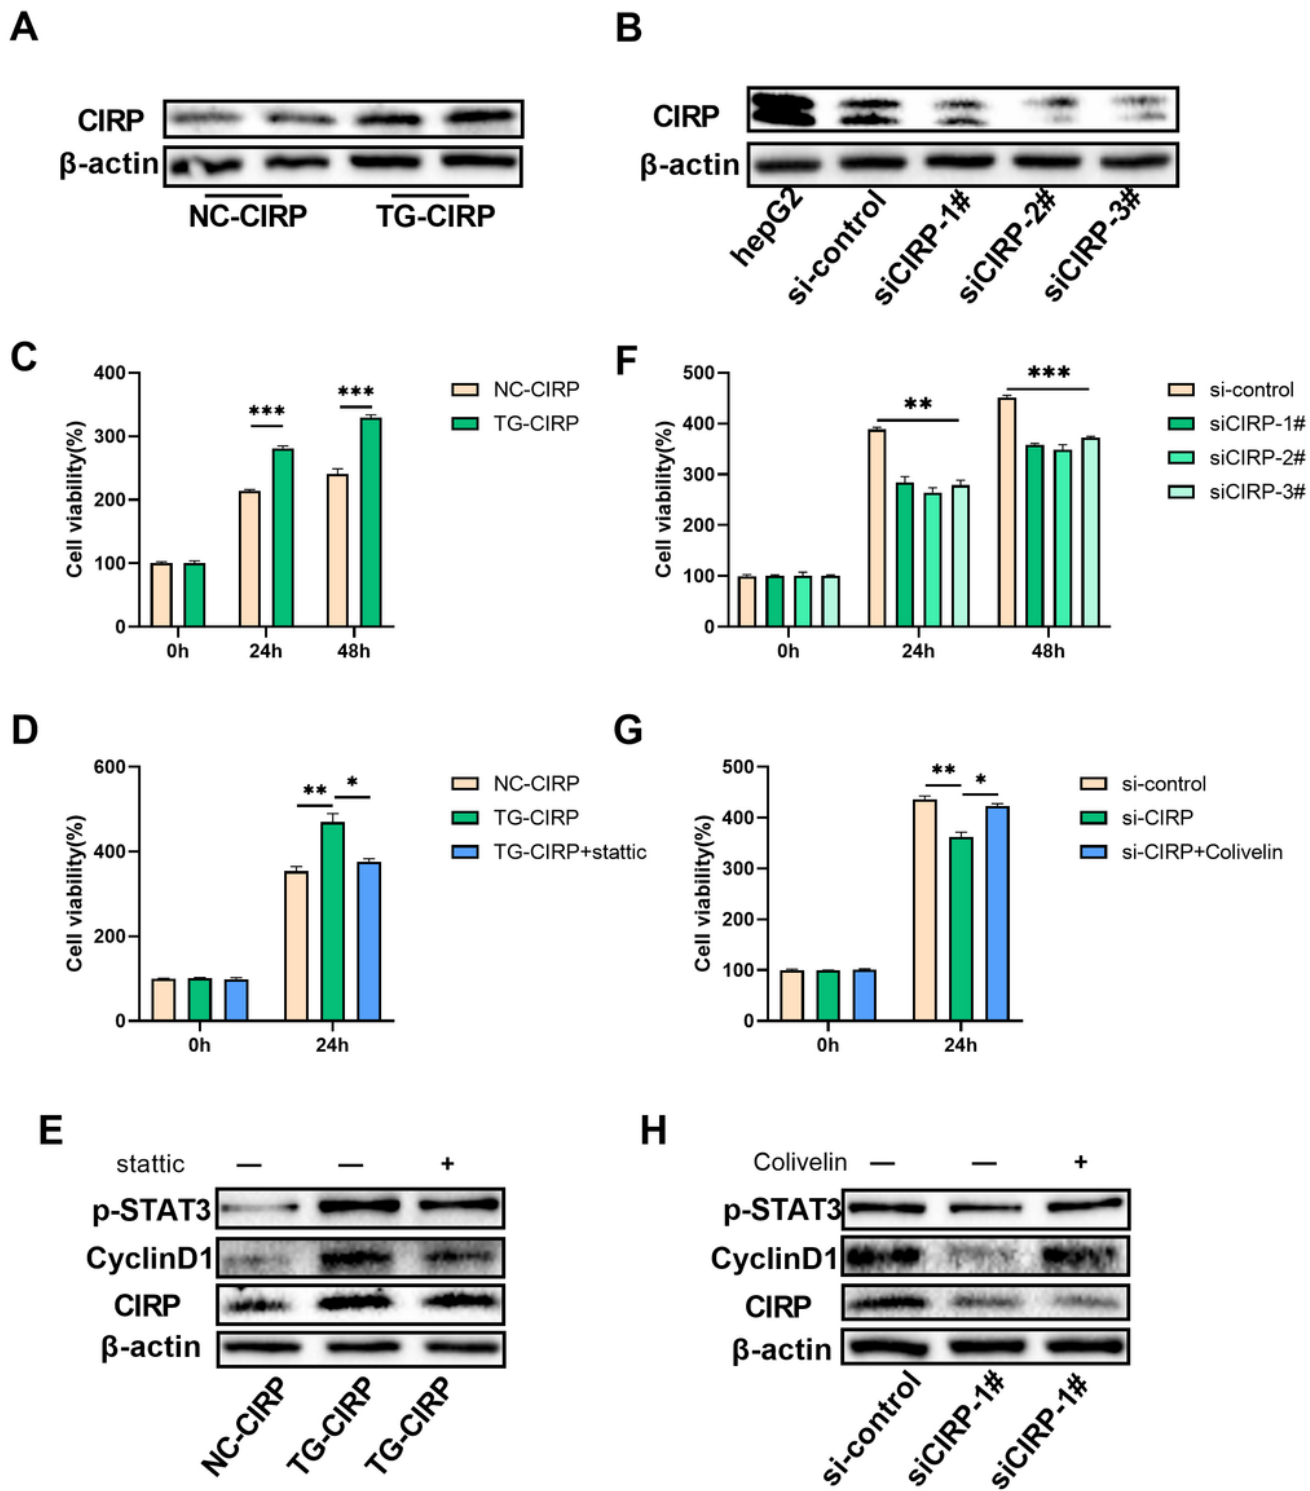 A
CIRP
β-actin
NC-CIRP TG-CIRP
B
CIRP
β-actin
hepG2 si-control siCIRP-1# siCIRP-2# siCIRP-3#
C
Cell viability(%)
400
300
200
100
0
0h 24h 48h
*** ***
NC-CIRP
TG-CIRP
F
Cell viability(%)
500
400
300
200
100
0
0h 24h 48h
** ***
si-control
siCIRP-1#
siCIRP-2#
siCIRP-3#
D
Cell viability(%)
600
400
200
0
0h 24h
** *
NC-CIRP
TG-CIRP
TG-CIRP+stattic
G
Cell viability(%)
500
400
300
200
100
0
0h 24h
** *
si-control
si-CIRP
si-CIRP+Colivelin
E
stattic — — +
p-STAT3
CyclinD1
CIRP
β-actin
NC-CIRP TG-CIRP TG-CIRP
H
Colivelin — — +
p-STAT3
CyclinD1
CIRP
β-actin
si-control siCIRP-1# siCIRP-1#